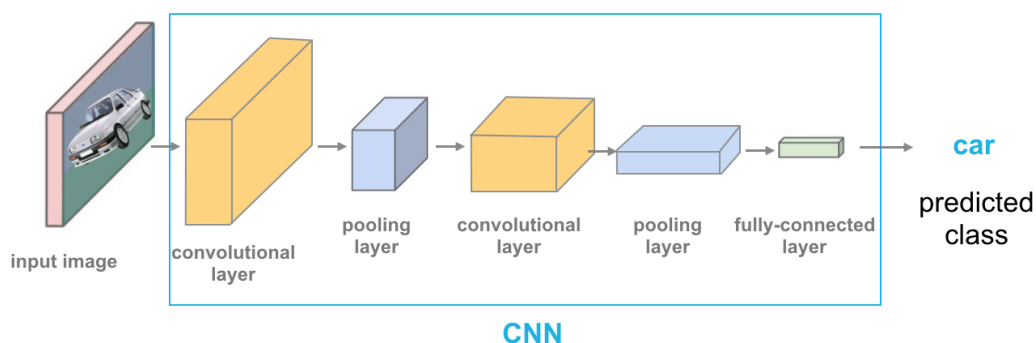 input image
convolutional
layer
pooling
layer
convolutional
layer
pooling
layer
fully-connected
layer
car
predicted
class
CNN